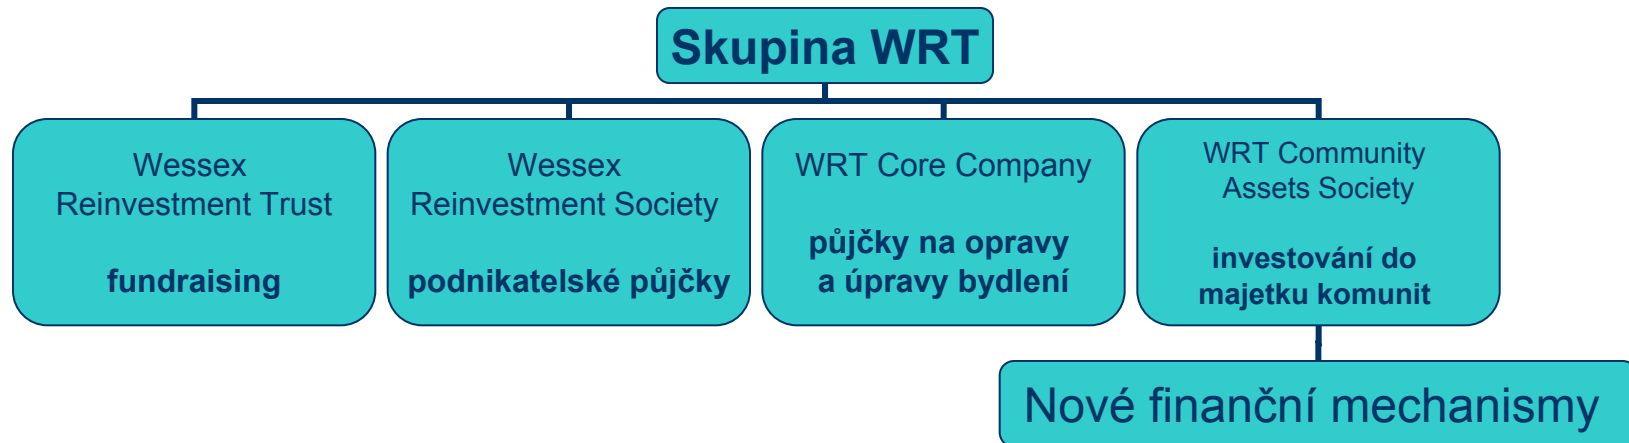 Skupina WRT
Wessex
Reinvestment Trust
fundraising
Wessex
Reinvestment Society
podnikatelské půjčky
WRT Core Company
půjčky na opravy
a úpravy bydlení
WRT Community
Assets Society
investování do
majetku komunit
Nové finanční mechanismy